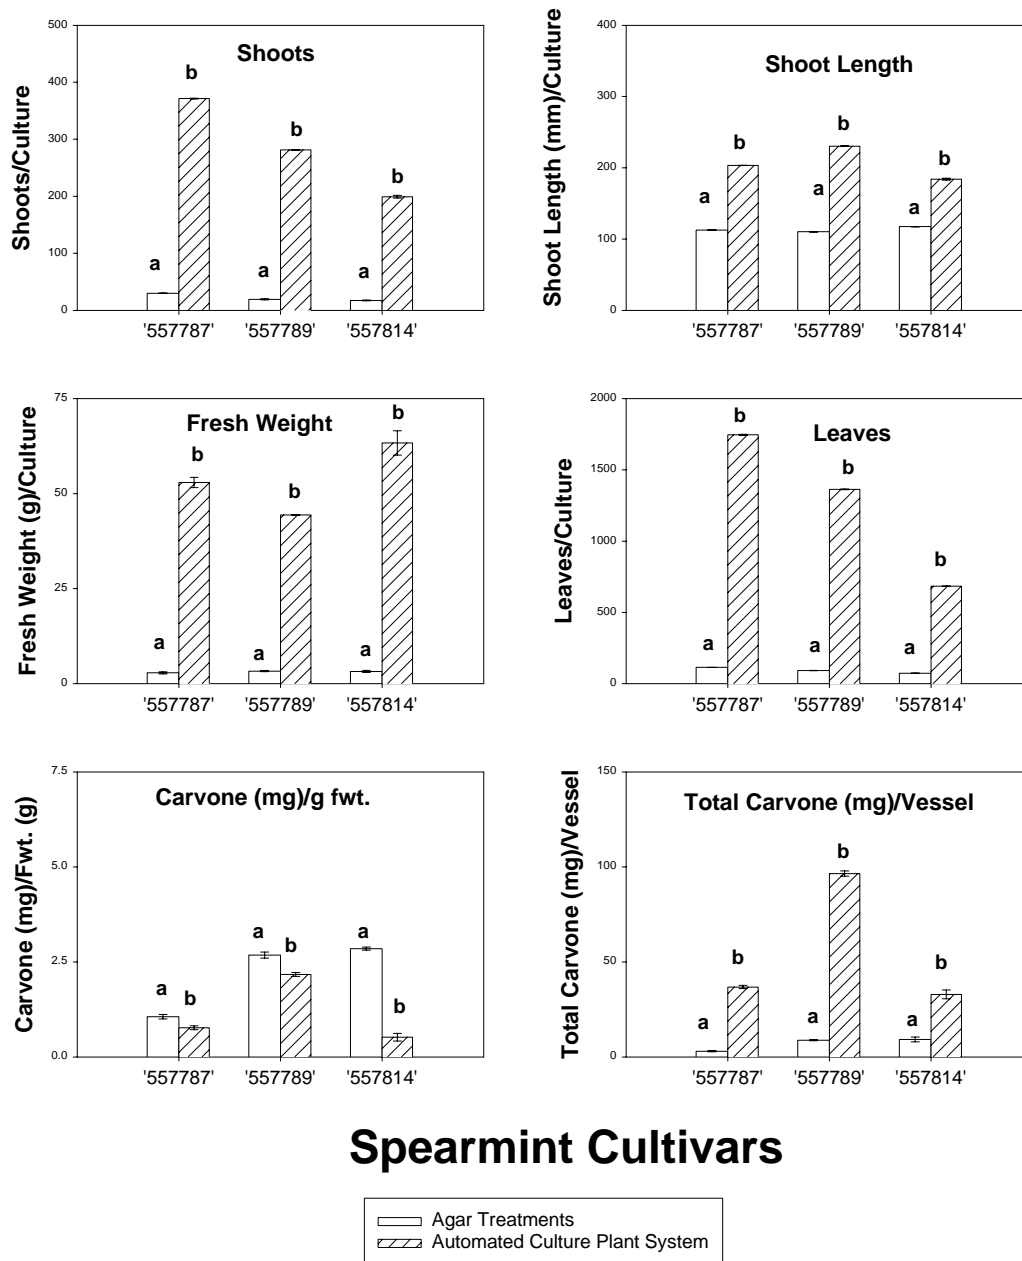 Shoots
Shoots/Culture
500
400
300
200
100
0
a
b
a
b
a
b
'557787'
'557789'
'557814'
Shoot Length
Shoot Length (mm)/Culture
400
300
200
100
0
a
b
a
b
a
b
'557787'
'557789'
'557814'
Fresh Weight
Fresh Weight (g)/Culture
75
50
25
0
a
b
a
b
a
b
'557787'
'557789'
'557814'
Leaves
Leaves/Culture
2000
1500
1000
500
0
a
b
a
b
a
b
'557787'
'557789'
'557814'
Carvone (mg)/g fwt.
Carvone (mg)/Fwt. (g)
7.5
5.0
2.5
0.0
a
b
a
b
a
b
'557787'
'557789'
'557814'
Total Carvone (mg)/Vessel
Total Carvone (mg)/Vessel
150
100
50
0
a
b
a
b
a
b
'557787'
'557789'
'557814'
Spearmint Cultivars
Agar Treatments
Automated Culture Plant System